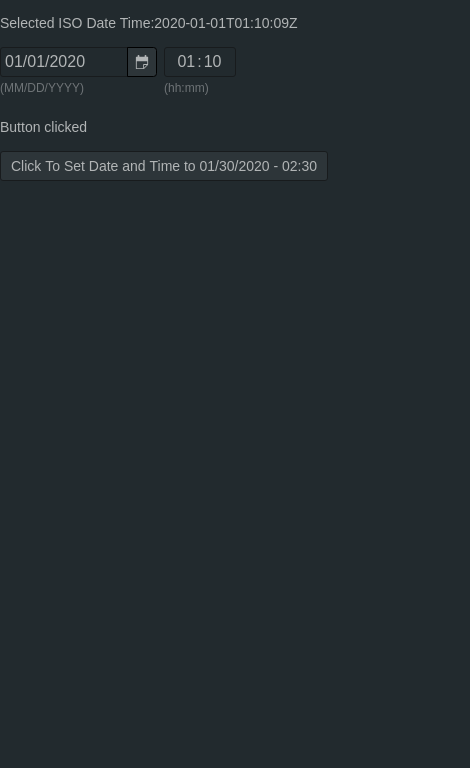 Selected ISO Date Time:2020-01-01T01:10:09Z
01/01/2020 01:10
(MM/DD/YYYY) (hh:mm)
Button clicked
Click To Set Date and Time to 01/30/2020 - 02:30